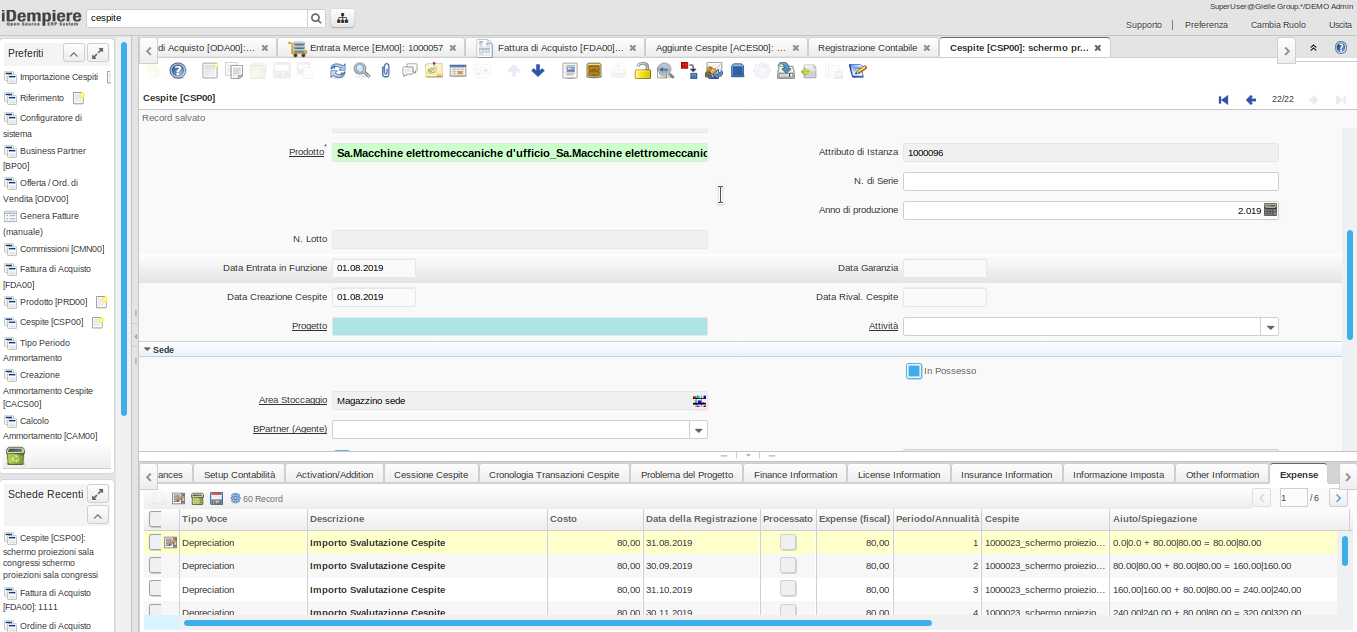 SuperUser@Gielle Group.*/DEMO Admin
iDempiere
Open Source ERP System
cespite
Supporto | Preferenza Cambia Ruolo Uscita
Preferiti
Importazione Cespiti
Riferimento
Configuratore di
sistema
Business Partner
[BP00]
Offerta / Ord. di
Vendita [ODV00]
Genera Fatture
(manuale)
Commissioni [CMN00]
Fattura di Acquisto
[FDA00]
Prodotto [PRD00]
Cespite [CSP00]
Tipo Periodo
Ammortamento
Creazione
Ammortamento Cespite
[CACS00]
Calcolo
Ammortamento [CAM00]
Schede Recenti
Cespite [CSP00]:
schermo proiezioni sala
congressi schermo
proiezioni sala congressi
Fattura di Acquisto
[FDA00]: 1111
Ordine di Acquisto
di Acquisto [ODA00]:... Entrata Merce [EM00]: 1000057 Fattura di Acquisto [FDA00]... Aggiunte Cespite [ACES00]: ... Registrazione Contabile Cespite [CSP00]: schermo pr...
Cespite [CSP00] 22/22
Record salvato
Prodotto Sa.Macchine elettromeccaniche d'ufficio_Sa.Macchine elettromeccanic Attributo di Istanza 1000096
N. di Serie
Anno di produzione 2.019
N. Lotto
Data Entrata in Funzione 01.08.2019 Data Garanzia
Data Creazione Cespite 01.08.2019 Data Rival. Cespite
Progetto Attività
Sede
In Possesso
Area Stoccaggio Magazzino sede
BPartner (Agente)
ances Setup Contabilità Activation/Addition Cessione Cespite Cronologia Transazioni Cespite Problema del Progetto Finance Information License Information Insurance Information Informazione Imposta Other Information Expense
60 Record 1 / 6
Tipo Voce Descrizione Costo Data della Registrazione Processato Expense (fiscal) Periodo/Annualità Cespite Aiuto/Spiegazione
Depreciation Importo Svalutazione Cespite 80,00 31.08.2019 80,00 1 1000023_schermo proiezio... 0.0|0.0 + 80.00|80.00 = 80.00|80.00
Depreciation Importo Svalutazione Cespite 80,00 30.09.2019 80,00 2 1000023_schermo proiezio... 80.00|80.00 + 80.00|80.00 = 160.00|160.00
Depreciation Importo Svalutazione Cespite 80,00 31.10.2019 80,00 3 1000023_schermo proiezio... 160.00|160.00 + 80.00|80.00 = 240.00|240.00
Depreciation Importo Svalutazione Cespite 80,00 30.11.2019 80,00 4 1000023_schermo proiezio... 240.00|240.00 + 80.00|80.00 = 320.00|320.00